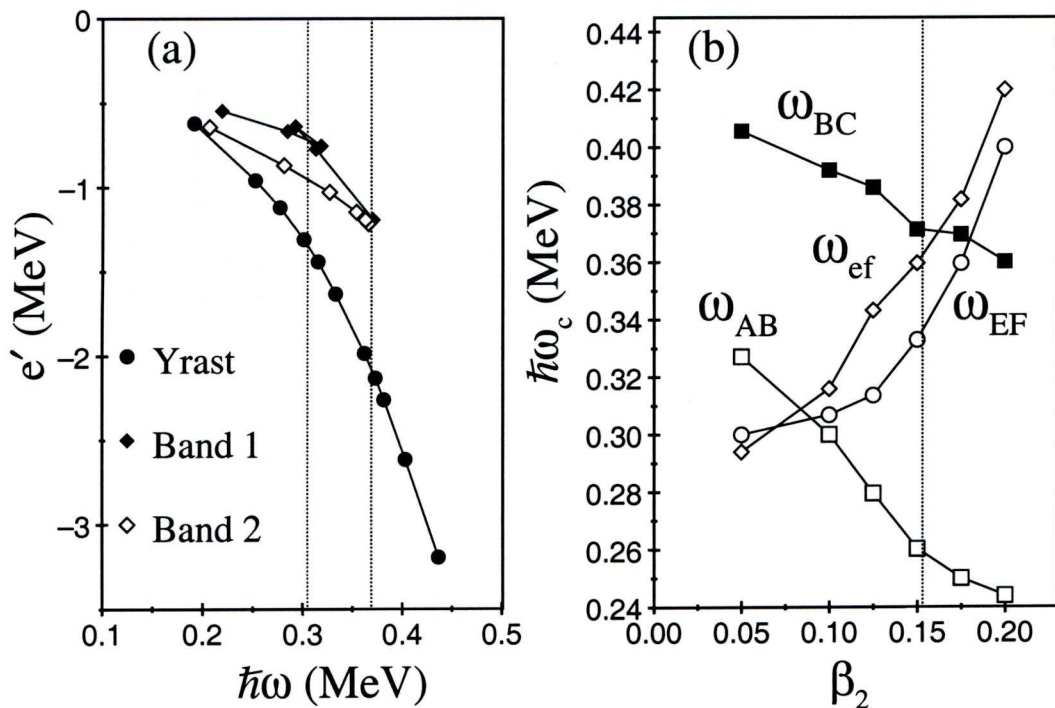 (a)
e′ (MeV)
0
−1
−2
−3
Yrast
Band 1
Band 2
0.1 0.2 0.3 0.4 0.5
ħω (MeV)
(b)
ħω_c (MeV)
0.44
0.42
0.40
0.38
0.36
0.34
0.32
0.30
0.28
0.26
0.24
ω_BC
ω_ef
ω_AB
ω_EF
0.00 0.05 0.10 0.15 0.20
β₂